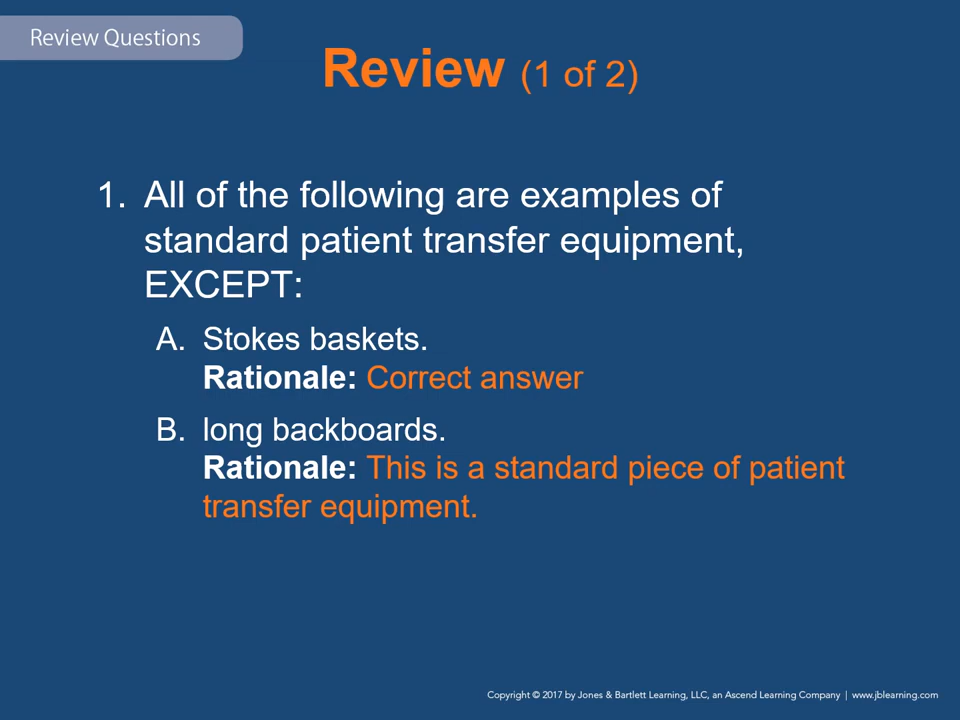 Review Questions
Review (1 of 2)
1. All of the following are examples of
standard patient transfer equipment,
EXCEPT:
A. Stokes baskets.
Rationale: Correct answer
B. long backboards.
Rationale: This is a standard piece of patient
transfer equipment.
Copyright © 2017 by Jones & Bartlett Learning, LLC, an Ascend Learning Company | www.jblearning.com